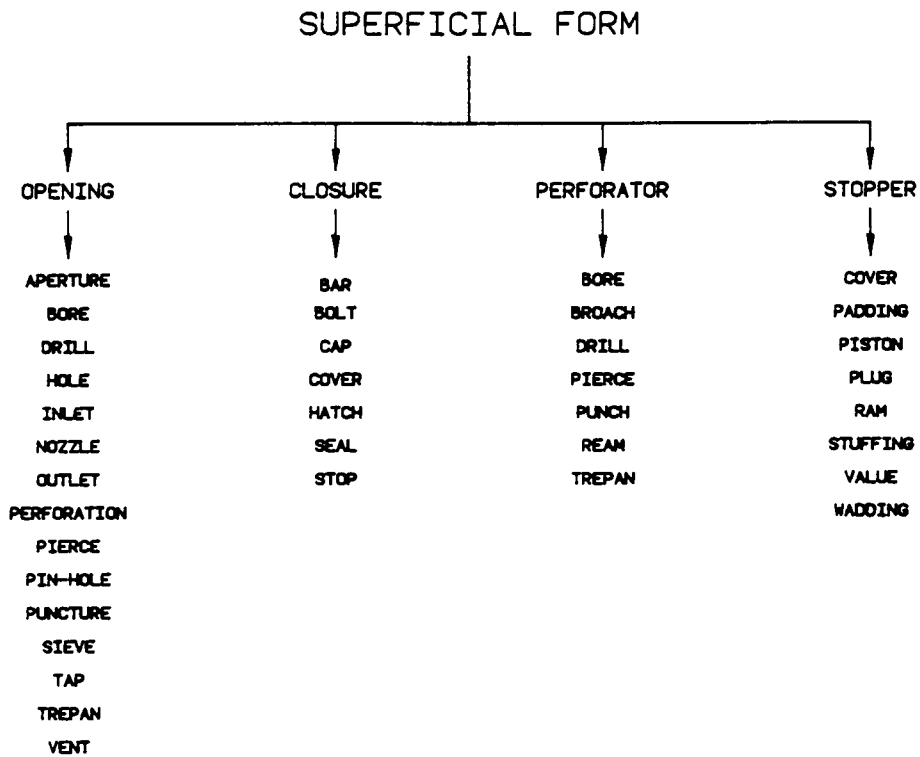 SUPERFICIAL FORM
OPENING
APERTURE
BORE
DRILL
HOLE
INLET
NOZZLE
OUTLET
PERFORATION
PIERCE
PIN-HOLE
PUNCTURE
SIEVE
TAP
TREPAN
VENT
CLOSURE
BAR
BOLT
CAP
COVER
HATCH
SEAL
STOP
PERFORATOR
BORE
BROACH
DRILL
PIERCE
PUNCH
REAM
TREPAN
STOPPER
COVER
PADDING
PISTON
PLUG
RAM
STUFFING
VALUE
WADDING